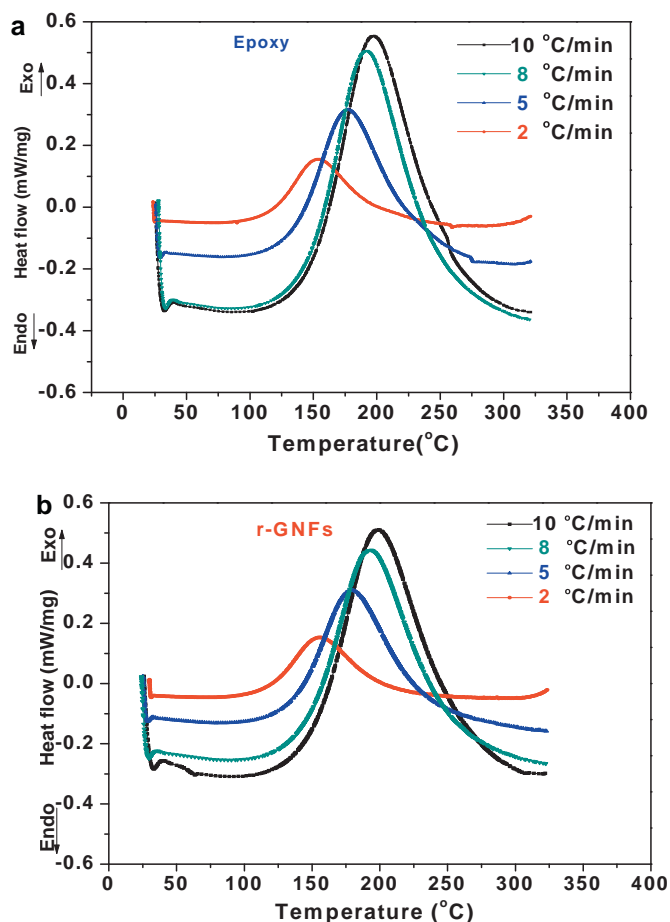 a
Epoxy
10 °C/min
8 °C/min
5 °C/min
2 °C/min
Exo
Heat flow (mW/mg)
Endo
0.6
0.4
0.2
0.0
-0.2
-0.4
-0.6
0 50 100 150 200 250 300 350 400
Temperature(°C)
b
r-GNFs
10 °C/min
8 °C/min
5 °C/min
2 °C/min
Exo
Heat flow (mW/mg)
Endo
0.6
0.4
0.2
0.0
-0.2
-0.4
-0.6
0 50 100 150 200 250 300 350 400
Temperature (°C)